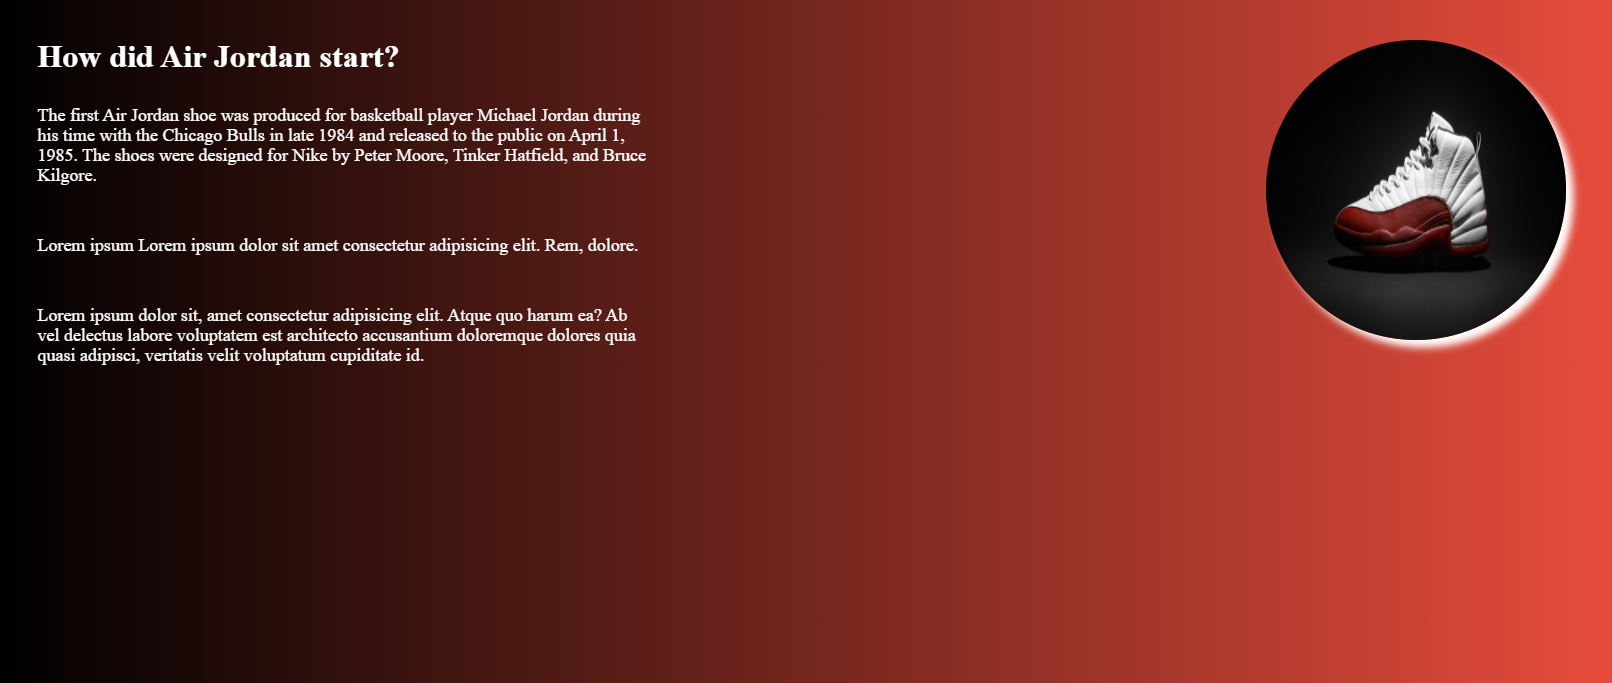 How did Air Jordan start?
The first Air Jordan shoe was produced for basketball player Michael Jordan during
his time with the Chicago Bulls in late 1984 and released to the public on April 1,
1985. The shoes were designed for Nike by Peter Moore, Tinker Hatfield, and Bruce
Kilgore.
Lorem ipsum Lorem ipsum dolor sit amet consectetur adipisicing elit. Rem, dolore.
Lorem ipsum dolor sit, amet consectetur adipisicing elit. Atque quo harum ea? Ab
vel delectus labore voluptatem est architecto accusantium doloremque dolores quia
quasi adipisci, veritatis velit voluptatum cupiditate id.